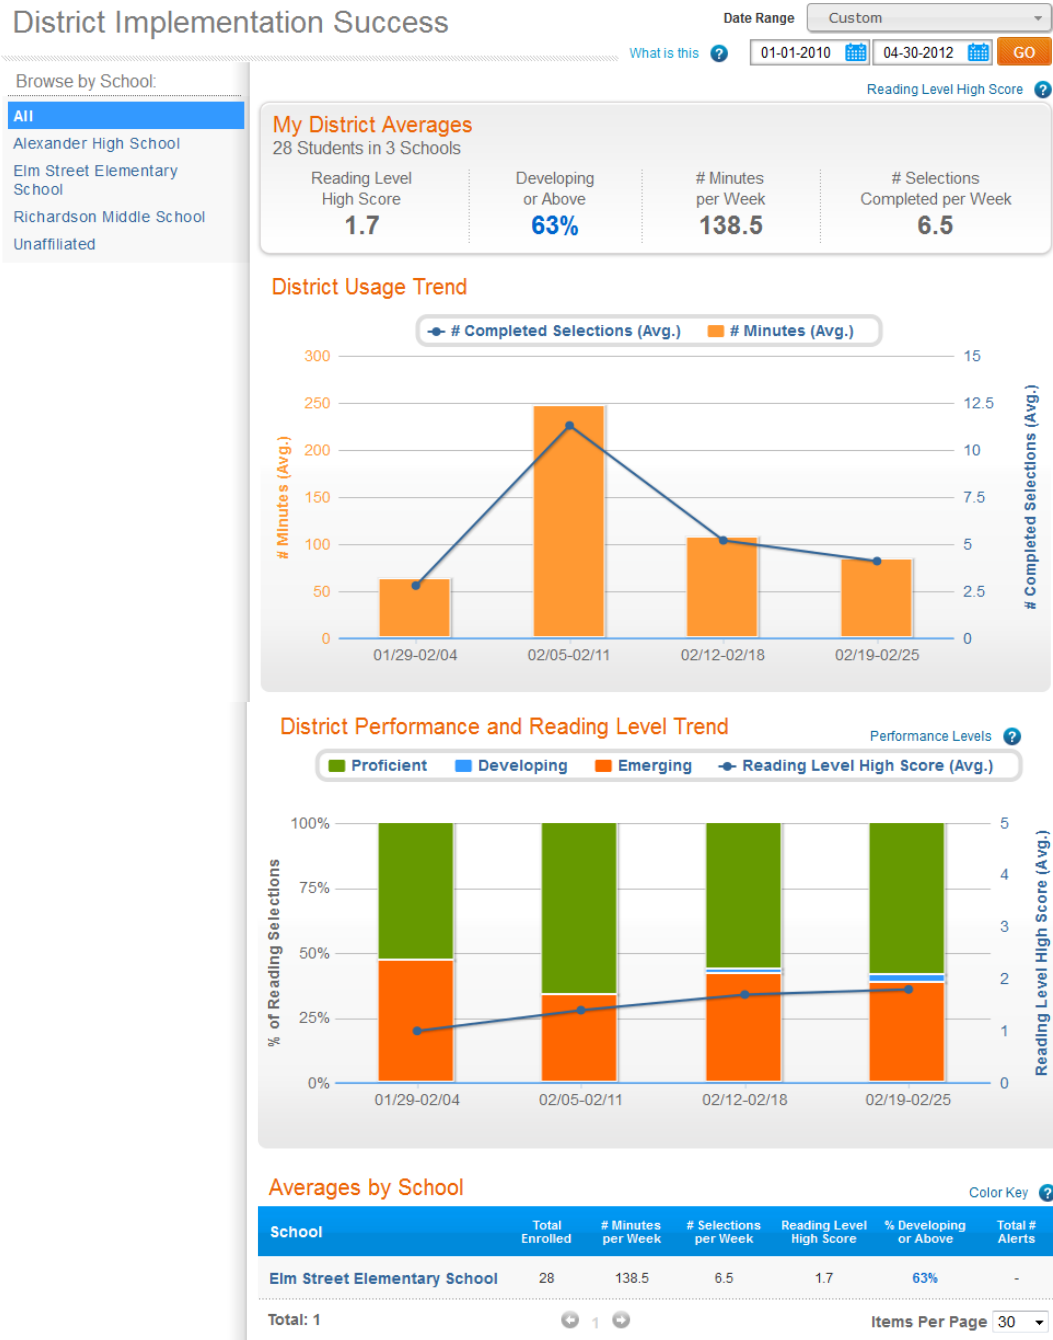 District Implementation Success
Date Range Custom
What is this ? 01-01-2010 04-30-2012 GO
Browse by School:
All
Alexander High School
Elm Street Elementary
School
Richardson Middle School
Unaffiliated
Reading Level High Score ?
My District Averages
28 Students in 3 Schools
Reading Level
High Score
1.7
Developing
or Above
63%
# Minutes
per Week
138.5
# Selections
Completed per Week
6.5
District Usage Trend
# Completed Selections (Avg.) # Minutes (Avg.)
# Minutes (Avg.)
300
250
200
150
100
50
0
15
12.5
10
7.5
5
2.5
0
# Completed Selections (Avg.)
01/29-02/04 02/05-02/11 02/12-02/18 02/19-02/25
District Performance and Reading Level Trend
Performance Levels ?
Proficient Developing Emerging Reading Level High Score (Avg.)
% of Reading Selections
100%
75%
50%
25%
0%
5
4
3
2
1
0
Reading Level High Score (Avg.)
01/29-02/04 02/05-02/11 02/12-02/18 02/19-02/25
Averages by School
Color Key ?
School Total Enrolled # Minutes per Week # Selections per Week Reading Level High Score % Developing or Above Total # Alerts
Elm Street Elementary School 28 138.5 6.5 1.7 63% -
Total: 1 1 Items Per Page 30